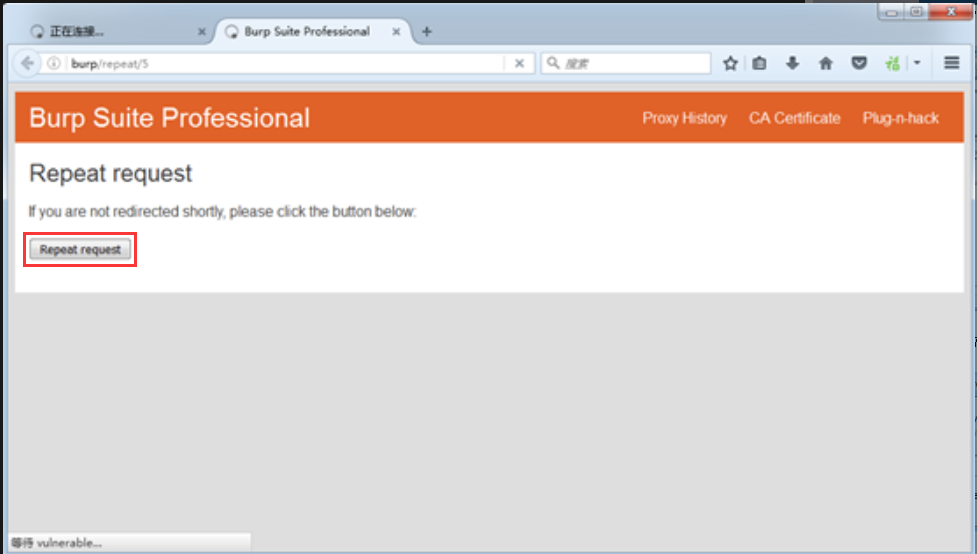 正在连接...
Burp Suite Professional
burp/repeat/5
搜索
福
Burp Suite Professional
Proxy History
CA Certificate
Plug-n-hack
Repeat request
If you are not redirected shortly, please click the button below:
Repeat request
等待 vulnerable...